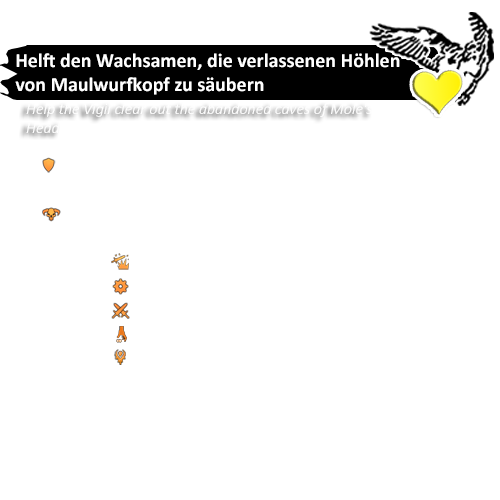 Helft den Wachsamen, die verlassenen Höhlen
von Maulwurfkopf zu säubern
Help the Vigil clear out the abandoned caves of Mole's
Head